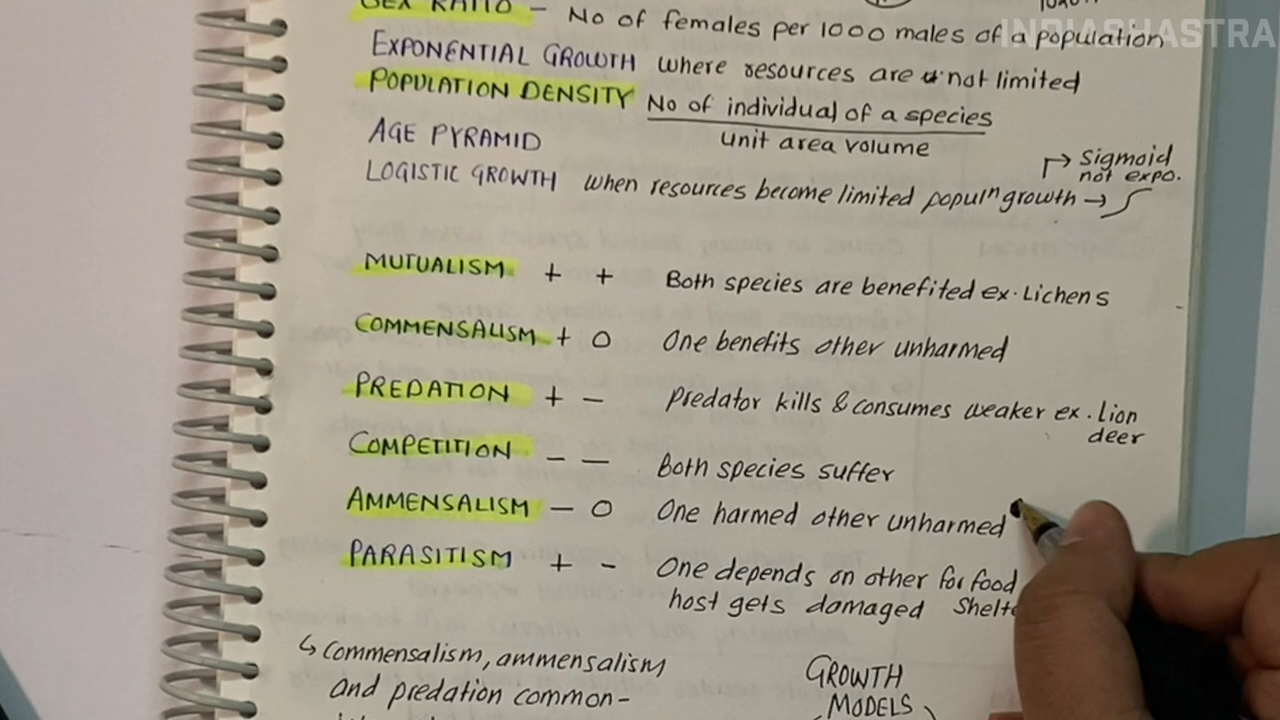 SEX RATIO - No of females per 1000 males of a population
INDIASHASTRA
EXPONENTIAL GROWTH where resources are not limited
POPULATION DENSITY No of individual of a species
Unit area volume
AGE PYRAMID
Sigmoid
not expo.
LOGISTIC GROWTH when resources become limited populⁿ growth →
MUTUALISM + + Both species are benefited ex. Lichens
COMMENSALISM + O One benefits other unharmed
PREDATION + - Predator kills & consumes weaker ex. lion
deer
COMPETITION - - Both species suffer
AMMENSALISM - O One harmed other unharmed
PARASITISM + - One depends on other for food
host gets damaged Shelt
↳ commensalism, ammensalism
and predation common-
GROWTH
MODELS